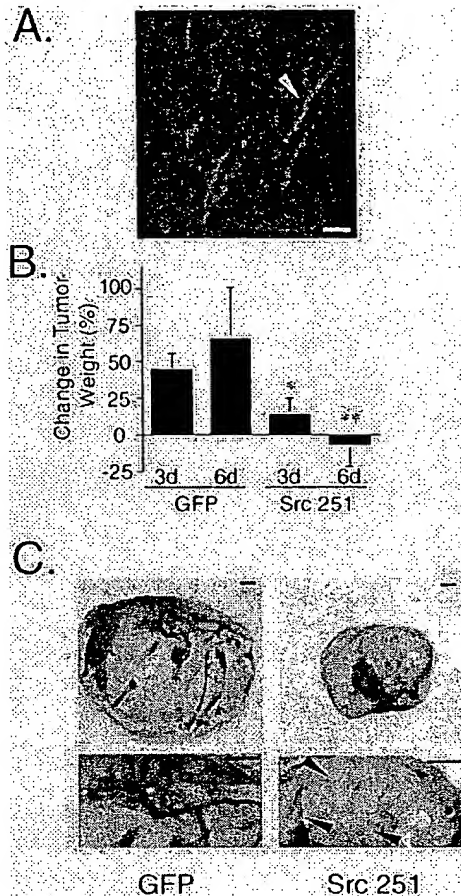 A.
B.
Change in Tumor
Weight (%)
100
75
50
25
0
-25
*
**
3d
6d
3d
6d
GFP
Src 251
C.
GFP
Src 251